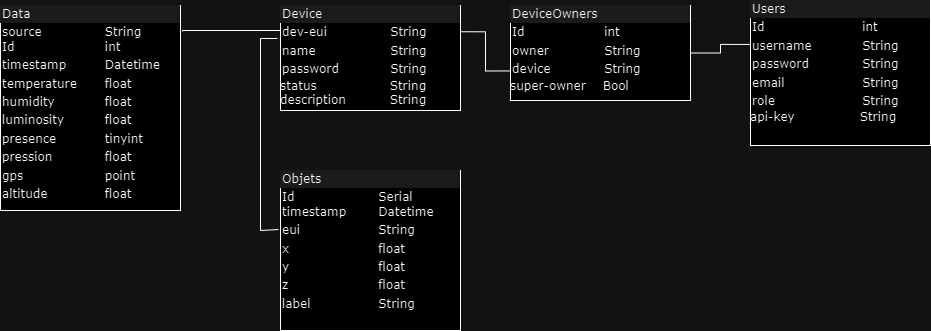 Data
source String
Id int
timestamp Datetime
temperature float
humidity float
luminosity float
presence tinyint
pression float
gps point
altitude float
Device
dev-eui String
name String
password String
status String
description String
DeviceOwners
Id int
owner String
device String
super-owner Bool
Users
Id int
username String
password String
email String
role String
api-key String
Objets
Id Serial
timestamp Datetime
eui String
x float
y float
z float
label String